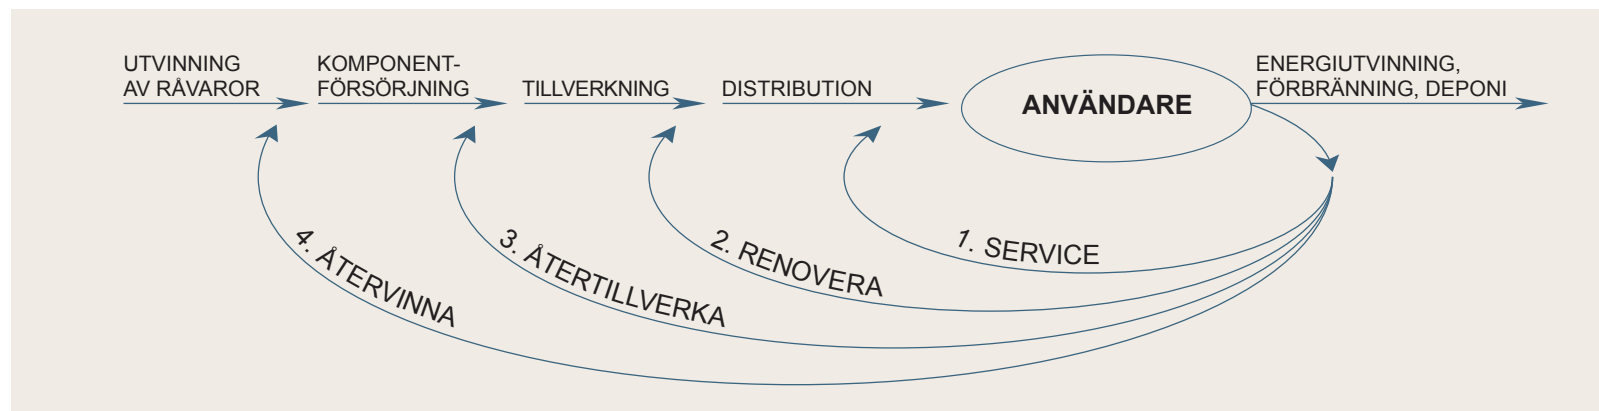 UTVINNING
AV RÅVAROR
KOMPONENT-
FÖRSÖRJNING
TILLVERKNING
DISTRIBUTION
ANVÄNDARE
ENERGIUTVINNING,
FÖRBRÄNNING, DEPONI
4. ÅTERVINNA
3. ÅTERTILLVERKA
2. RENOVERA
1. SERVICE